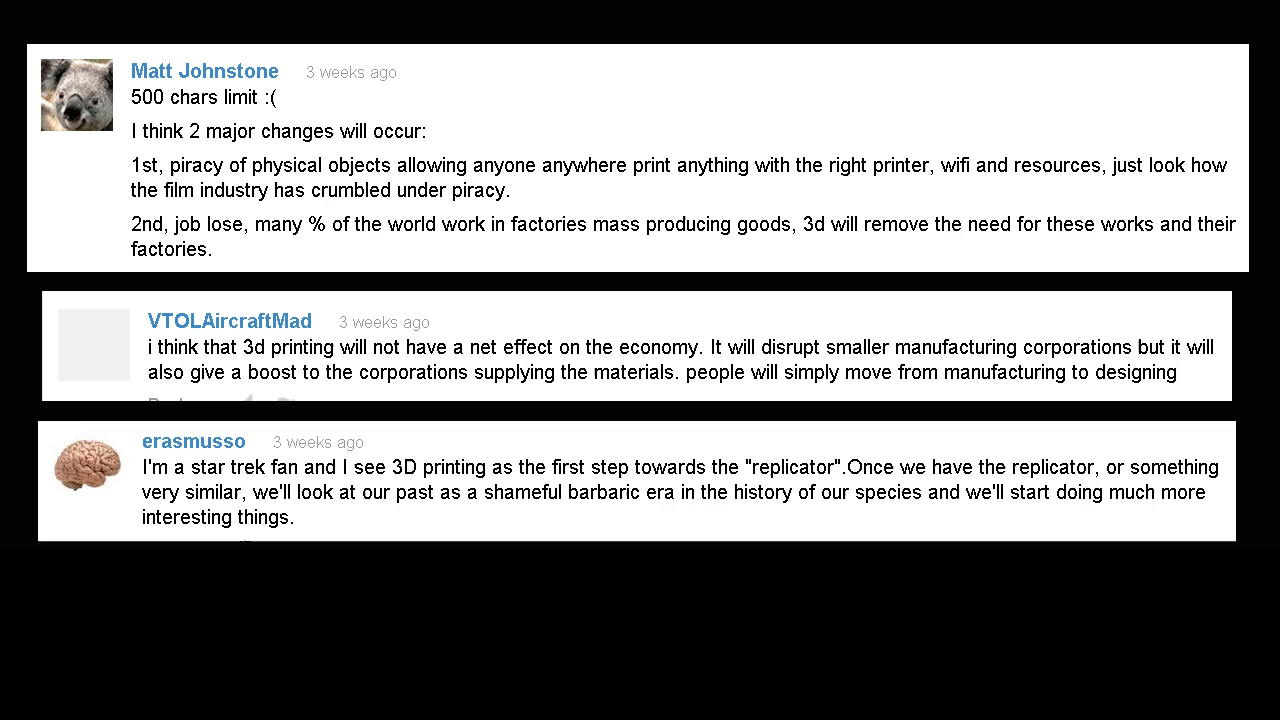 Matt Johnstone 3 weeks ago
500 chars limit :(
I think 2 major changes will occur:
1st, piracy of physical objects allowing anyone anywhere print anything with the right printer, wifi and resources, just look how
the film industry has crumbled under piracy.
2nd, job lose, many % of the world work in factories mass producing goods, 3d will remove the need for these works and their
factories.
VTOLAircraftMad 3 weeks ago
i think that 3d printing will not have a net effect on the economy. It will disrupt smaller manufacturing corporations but it will
also give a boost to the corporations supplying the materials. people will simply move from manufacturing to designing
erasmusso 3 weeks ago
I'm a star trek fan and I see 3D printing as the first step towards the "replicator".Once we have the replicator, or something
very similar, we'll look at our past as a shameful barbaric era in the history of our species and we'll start doing much more
interesting things.